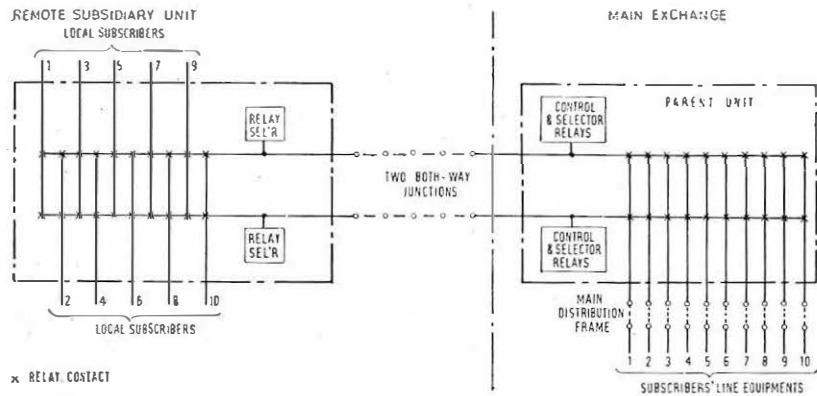 REMOTE SUBSIDIARY UNIT
LOCAL SUBSCRIBERS
1 3 5 7 9
RELAY
SEL'R
RELAY
SEL'R
2 4 6 8 10
LOCAL SUBSCRIBERS
x RELAY CONTACT
TWO BOTH-WAY
JUNCTIONS
MAIN EXCHANGE
PARENT UNIT
CONTROL
& SELECTOR
RELAYS
CONTROL
& SELECTOR
RELAYS
MAIN
DISTRIBUTION
FRAME
1 2 3 4 5 6 7 8 9 10
SUBSCRIBERS' LINE EQUIPMENTS